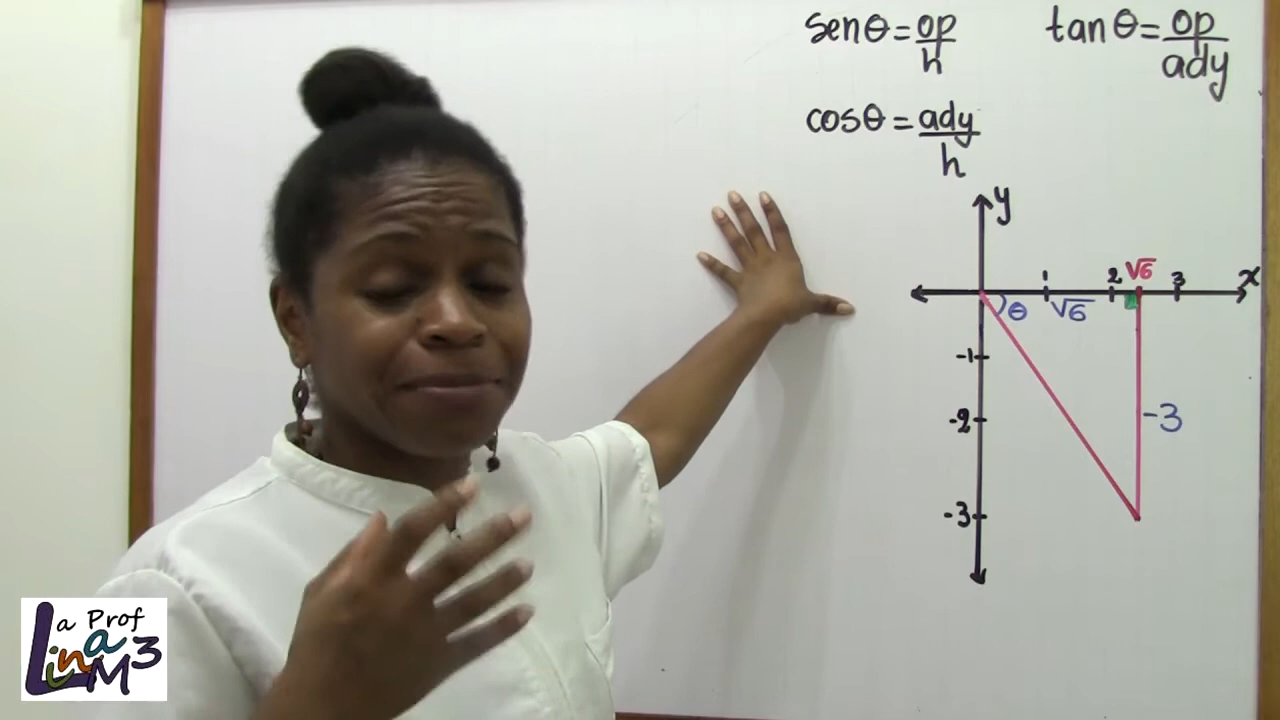 senθ = op/h
tanθ = op/ady
cosθ = ady/h
y
1 2 √6 3 x
θ √6
-1
-2
-3
-3
La Prof
Lina M3